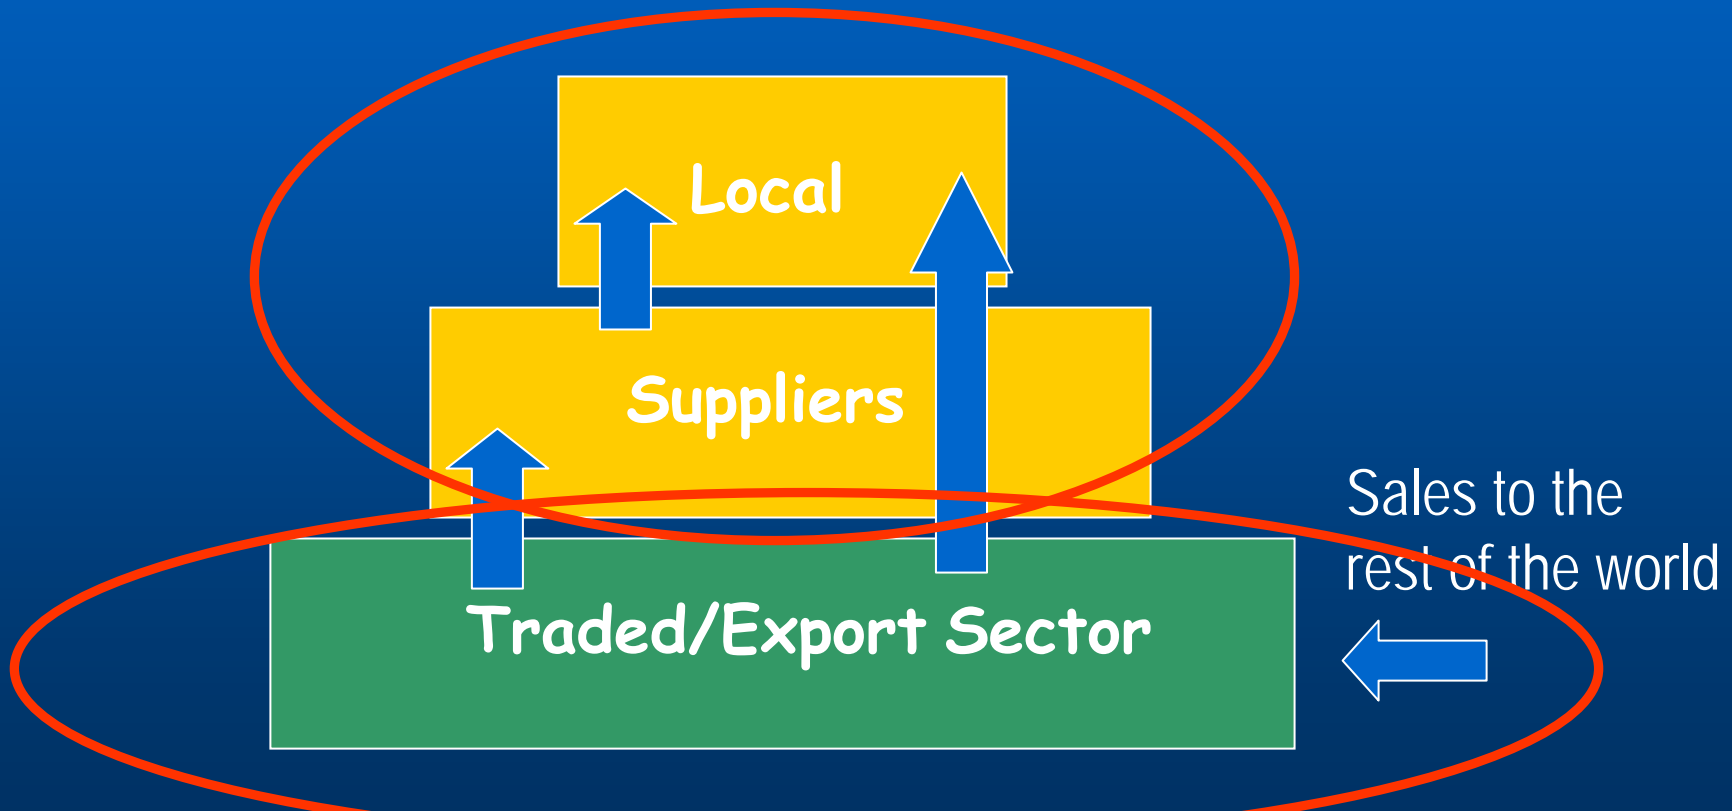 Local
Suppliers
Sales to the
rest of the world
Traded/Export Sector